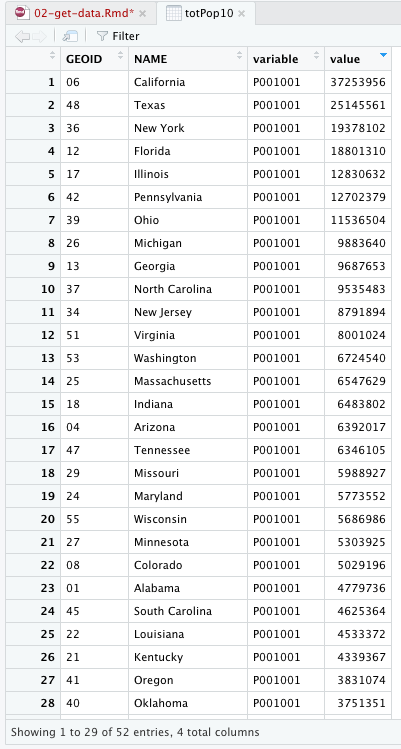 02-get-data.Rmd* × totPop10 ×
Filter
GEOID NAME variable value
1 06 California P001001 37253956
2 48 Texas P001001 25145561
3 36 New York P001001 19378102
4 12 Florida P001001 18801310
5 17 Illinois P001001 12830632
6 42 Pennsylvania P001001 12702379
7 39 Ohio P001001 11536504
8 26 Michigan P001001 9883640
9 13 Georgia P001001 9687653
10 37 North Carolina P001001 9535483
11 34 New Jersey P001001 8791894
12 51 Virginia P001001 8001024
13 53 Washington P001001 6724540
14 25 Massachusetts P001001 6547629
15 18 Indiana P001001 6483802
16 04 Arizona P001001 6392017
17 47 Tennessee P001001 6346105
18 29 Missouri P001001 5988927
19 24 Maryland P001001 5773552
20 55 Wisconsin P001001 5686986
21 27 Minnesota P001001 5303925
22 08 Colorado P001001 5029196
23 01 Alabama P001001 4779736
24 45 South Carolina P001001 4625364
25 22 Louisiana P001001 4533372
26 21 Kentucky P001001 4339367
27 41 Oregon P001001 3831074
28 40 Oklahoma P001001 3751351
Showing 1 to 29 of 52 entries, 4 total columns